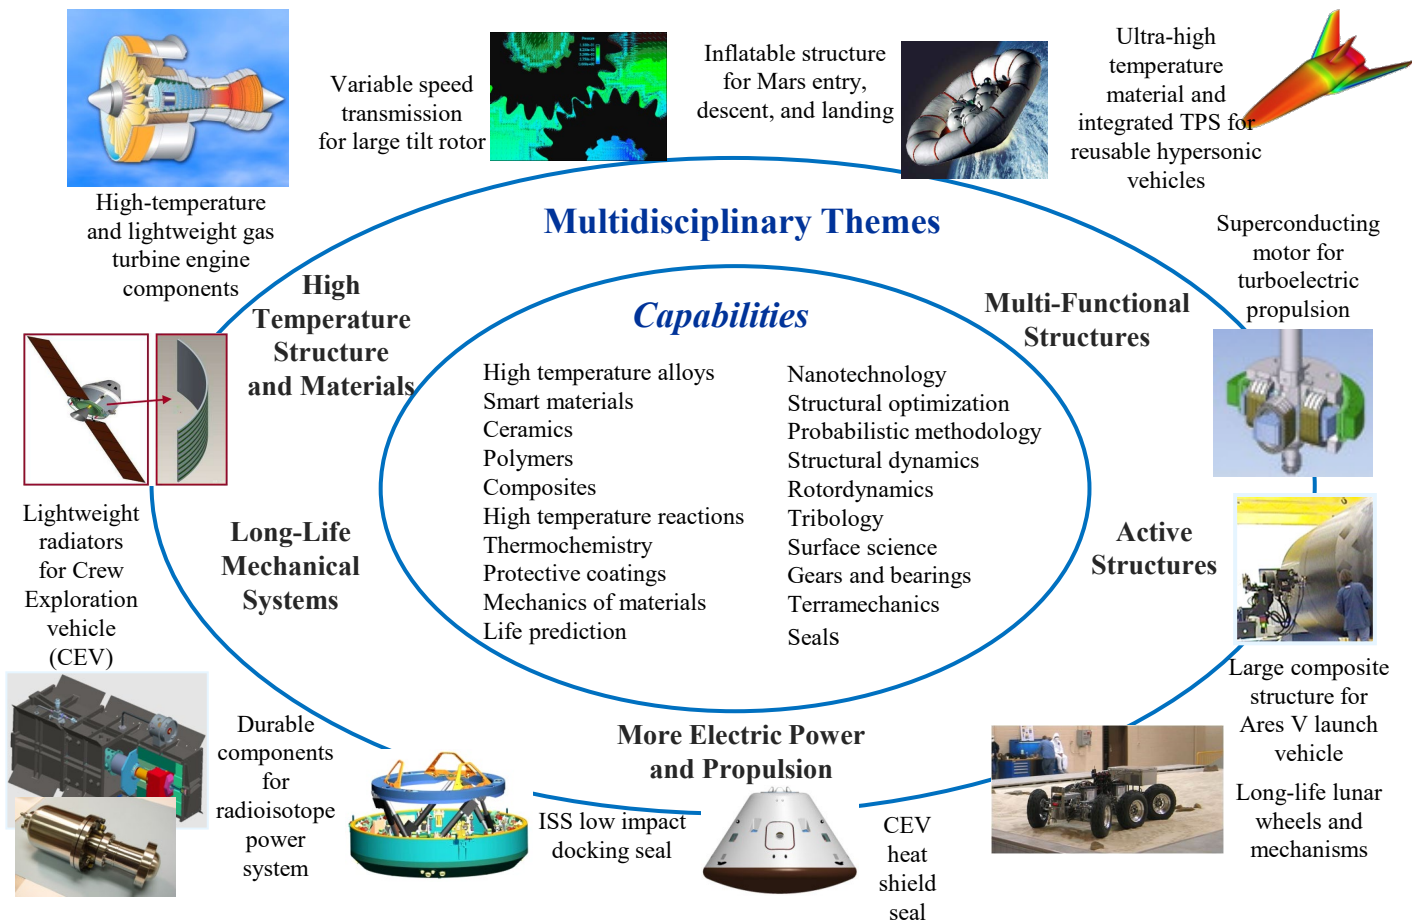 Variable speed
transmission
for large tilt rotor
Inflatable structure
for Mars entry,
descent, and landing
Ultra-high
temperature
material and
integrated TPS for
reusable hypersonic
vehicles
High-temperature
and lightweight gas
turbine engine
components
Multidisciplinary Themes
Superconducting
motor for
turboelectric
propulsion
High
Temperature
Structure
and Materials
Multi-Functional
Structures
Capabilities
High temperature alloys
Smart materials
Ceramics
Polymers
Composites
High temperature reactions
Thermochemistry
Protective coatings
Mechanics of materials
Life prediction
Nanotechnology
Structural optimization
Probabilistic methodology
Structural dynamics
Rotordynamics
Tribology
Surface science
Gears and bearings
Terramechanics
Seals
Lightweight
radiators
for Crew
Exploration
vehicle
(CEV)
Long-Life
Mechanical
Systems
Active
Structures
Large composite
structure for
Ares V launch
vehicle
Durable
components
for
radioisotope
power
system
More Electric Power
and Propulsion
ISS low impact
docking seal
CEV
heat
shield
seal
Long-life lunar
wheels and
mechanisms